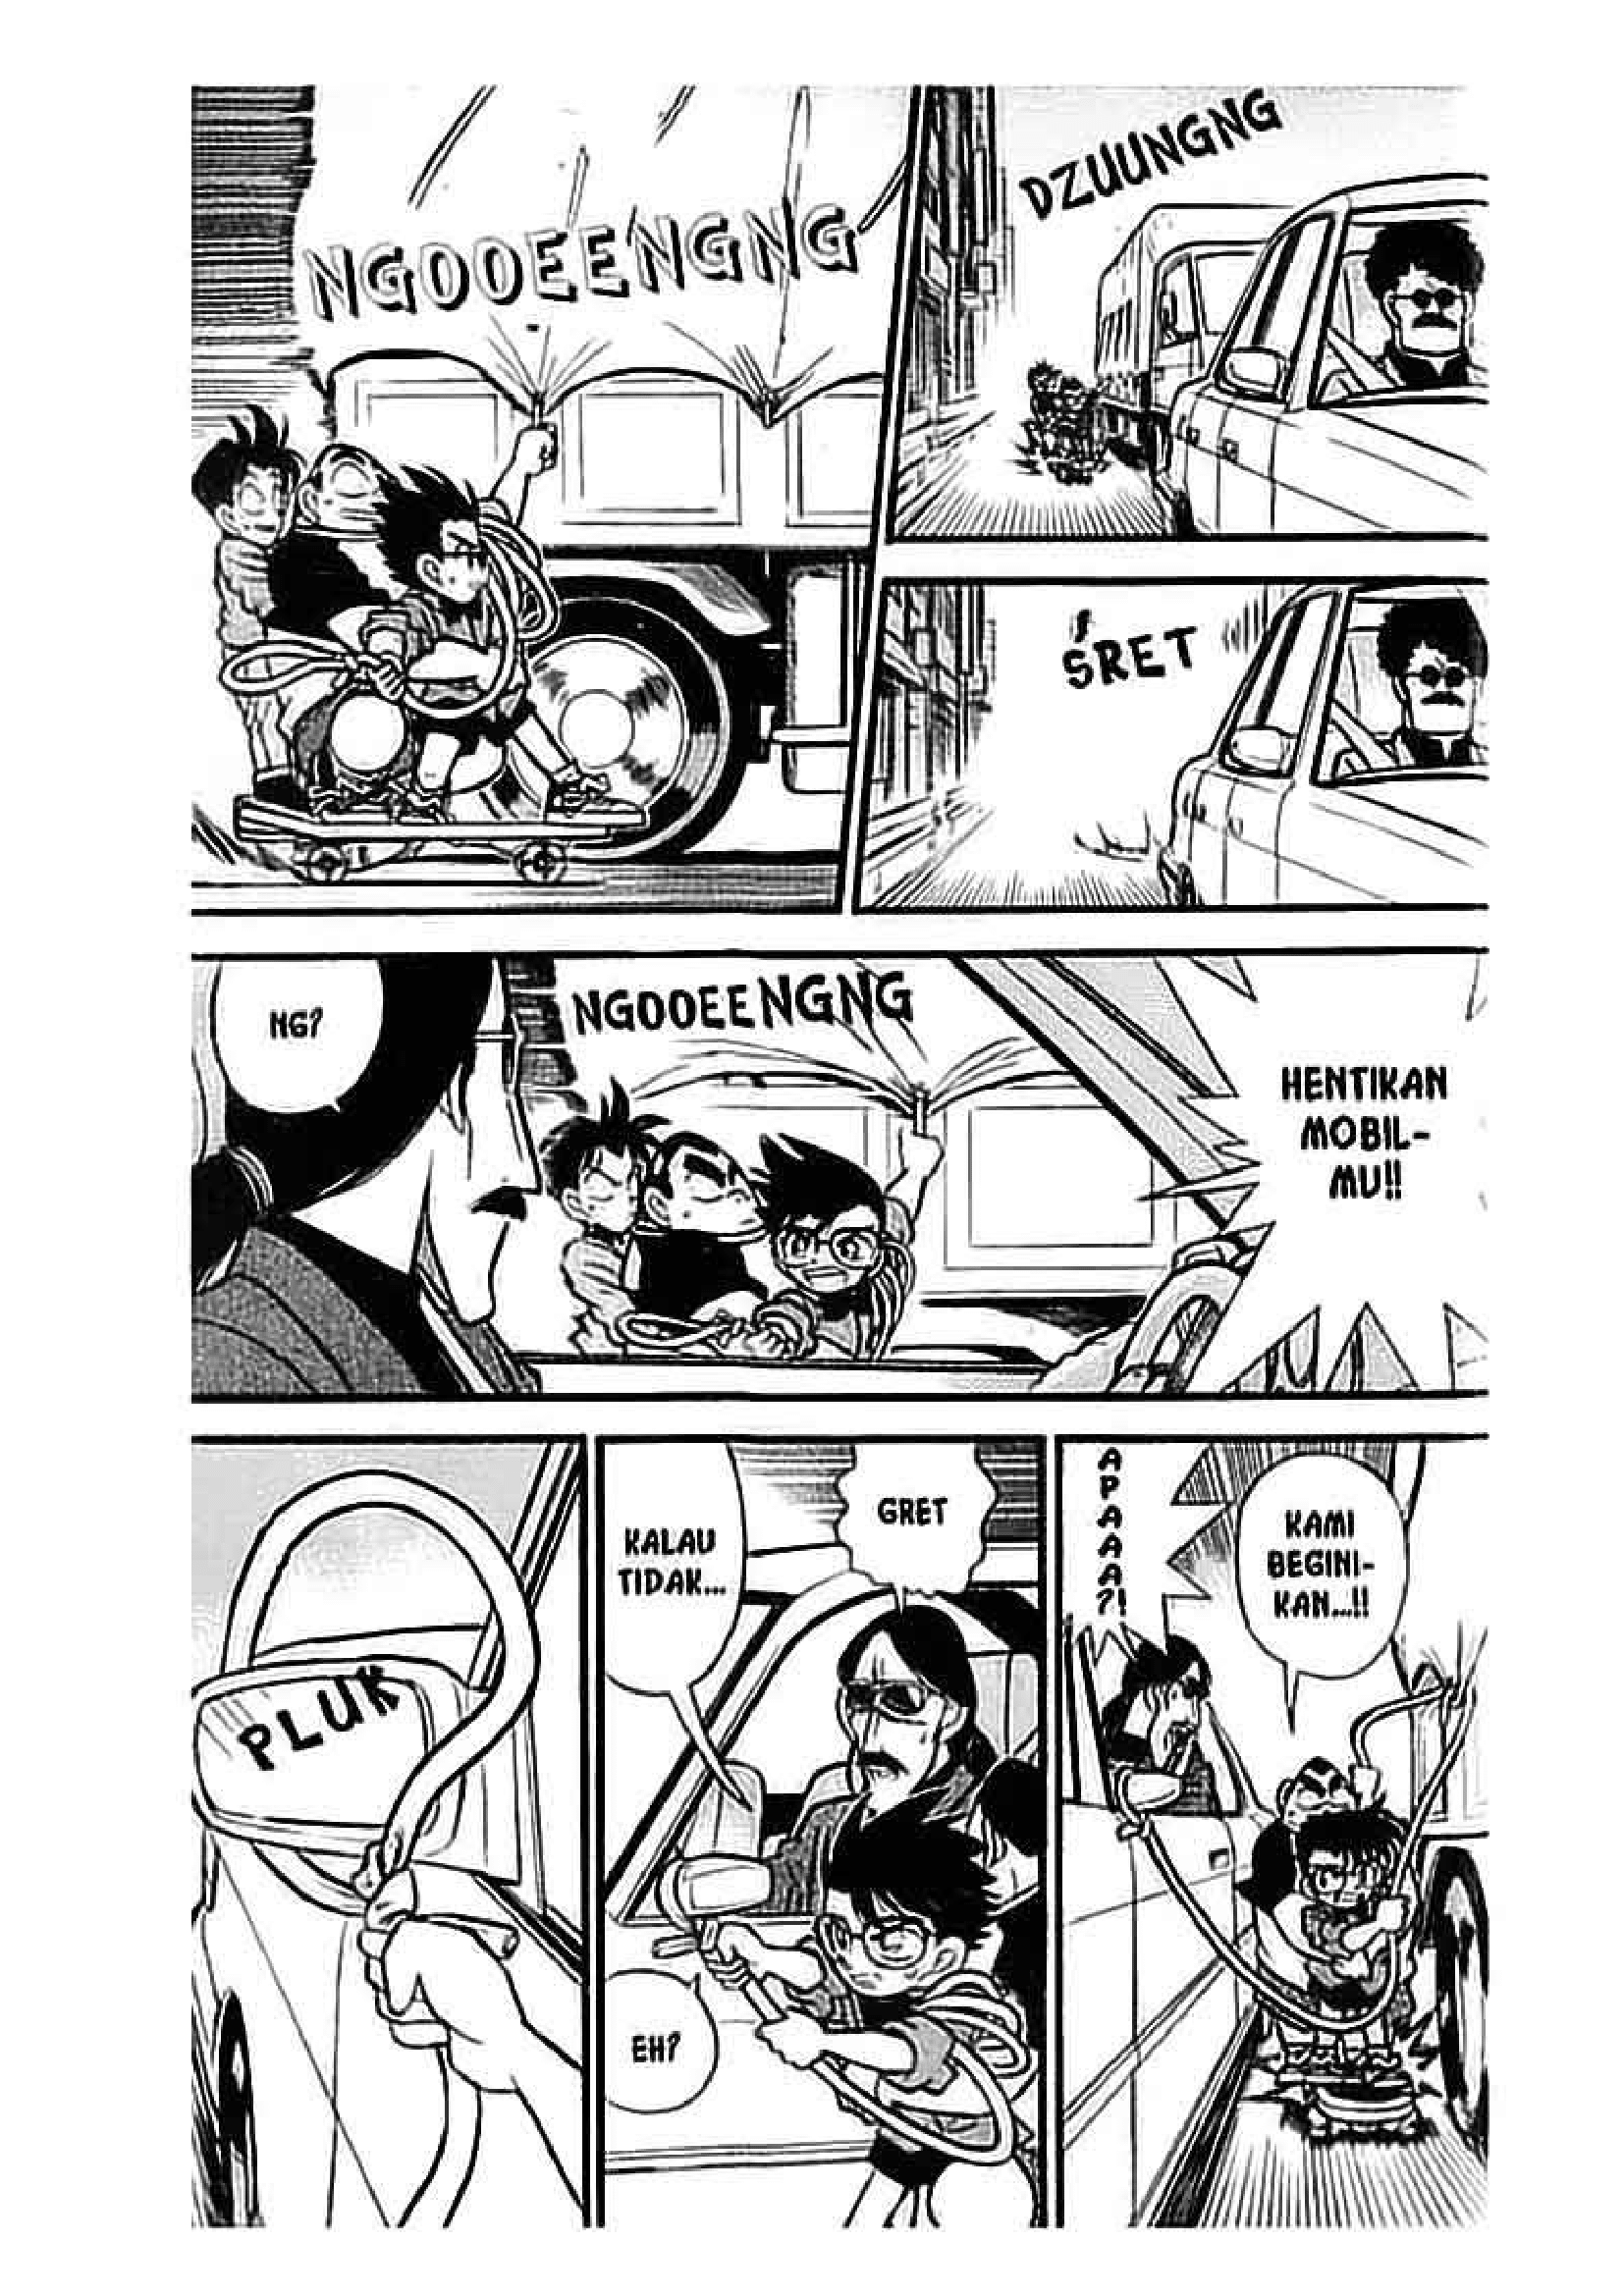 DZUUNGNG
SRET
NGOOEENGNG
HENTIKAN
MOBIL-
MU!!
NGOOEENGNG
NG?
KAMI
BEGINI-
KAN...!!
APAAAA?!
GRET
KALAU
TIDAK...
EH?
PLUK